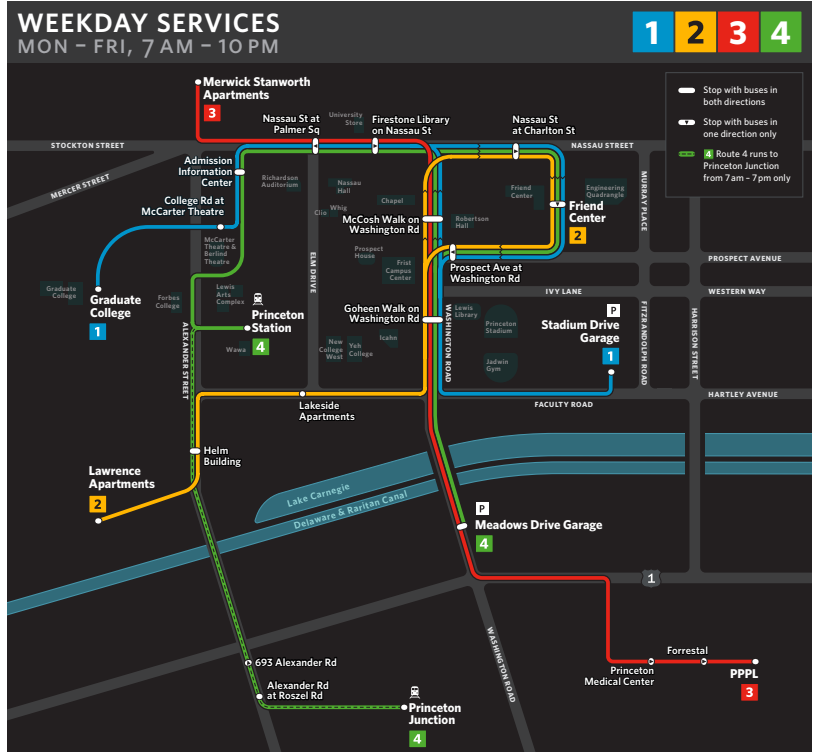 WEEKDAY SERVICES
MON – FRI, 7 AM – 10 PM
1 2 3 4
Stop with buses in
both directions
Stop with buses in
one direction only
4 Route 4 runs to
Princeton Junction
from 7 am – 7 pm only
Merwick Stanworth
Apartments
3
Nassau St at
Palmer Sq
University
Store
Firestone Library
on Nassau St
Nassau St
at Charlton St
STOCKTON STREET
NASSAU STREET
MERCER STREET
Admission
Information
Center
Richardson
Auditorium
Nassau
Hall
Chapel
Friend
Center
Engineering
Quadrangle
MURRAY PLACE
College Rd at
McCarter Theatre
Clio
Whig
McCosh Walk on
Washington Rd
Robertson
Hall
Friend
Center
2
McCarter
Theatre &
Berlind
Theatre
ELM DRIVE
Prospect
House
Frist
Campus
Center
Prospect Ave at
Washington Rd
PROSPECT AVENUE
Graduate
College
Graduate
College
1
Forbes
College
Lewis
Arts
Complex
IVY LANE
WESTERN WAY
Princeton
Station
4
Goheen Walk on
Washington Rd
WASHINGTON ROAD
Lewis
Library
Princeton
Stadium
P
Stadium Drive
Garage
1
FITZRANDOLPH ROAD
HARRISON STREET
ALEXANDER STREET
Wawa
New
College
West
Yeh
College
Icahn
Jadwin
Gym
Lakeside
Apartments
FACULTY ROAD
HARTLEY AVENUE
Helm
Building
Lawrence
Apartments
2
Lake Carnegie
Delaware & Raritan Canal
P
Meadows Drive Garage
4
1
WASHINGTON ROAD
693 Alexander Rd
Alexander Rd
at Roszel Rd
Princeton
Junction
4
Princeton
Medical Center
Forrestal
PPPL
3